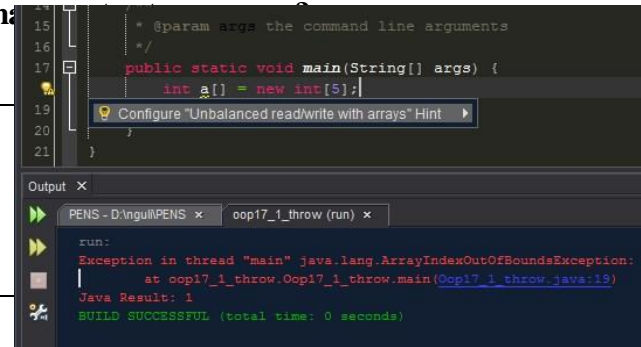 14
15 * @param args the command line arguments
16 */
17 public static void main(String[] args) {
int a[] = new int[5];
19
Configure "Unbalanced read/write with arrays" Hint
20 }
21 }
Output
PENS - D:\nguli\PENS oop17_1_throw (run)
run:
Exception in thread "main" java.lang.ArrayIndexOutOfBoundsException:
at oop17_1_throw.Oop17_1_throw.main(Oop17_1_throw.java:19)
Java Result: 1
BUILD SUCCESSFUL (total time: 0 seconds)